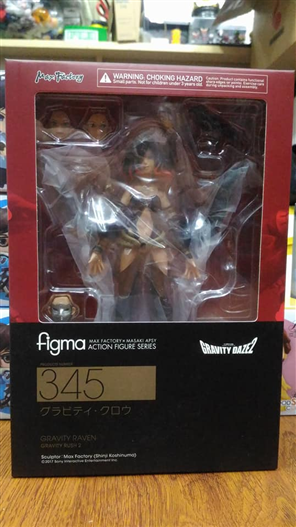 Max Factory
WARNING: CHOKING HAZARD
Small parts. Not for children under 3 years old.
figma
MAX FACTORY × MASAKI APSY
ACTION FIGURE SERIES
GRAVITY DAZE 2
345
グラビティ・クロウ
GRAVITY RAVEN
GRAVITY RUSH 2
Sculptor : Max Factory
©2017 Sony Interactive Entertainment Inc.